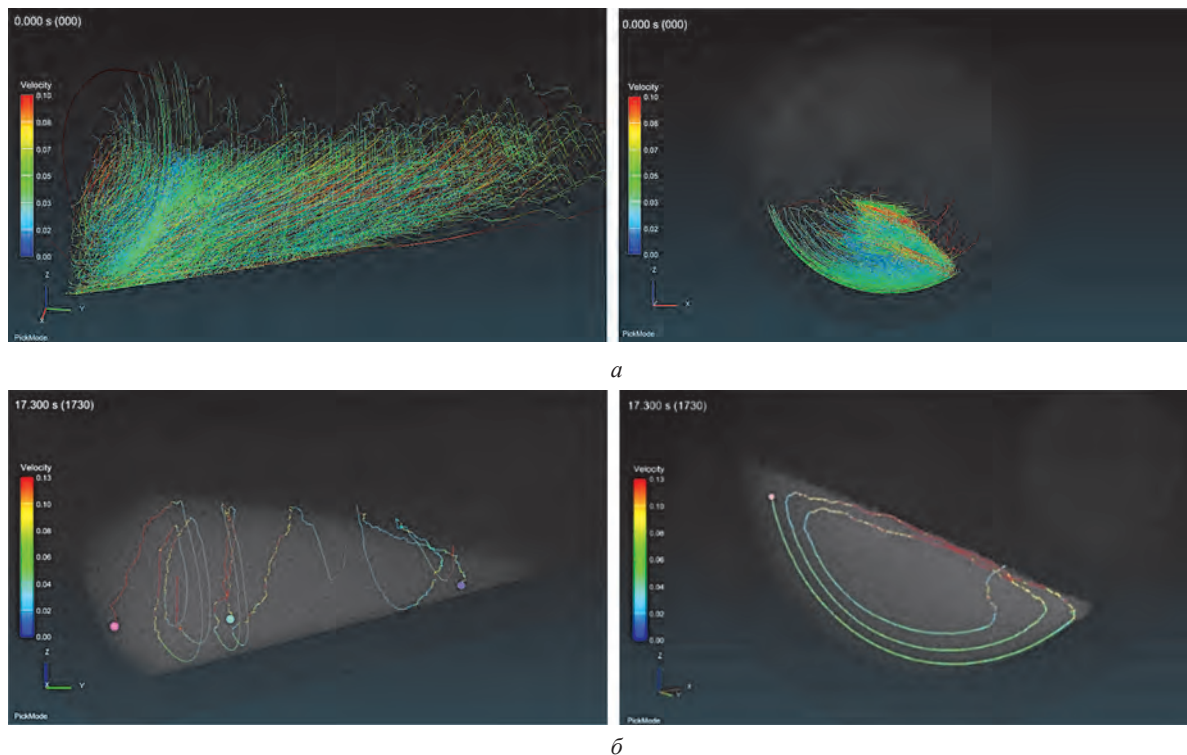 0.000 s (000)
Velocity
0.10
0.08
0.07
0.05
0.03
0.02
0.00
Z
X
Y
PickMode
0.000 s (000)
Velocity
0.10
0.08
0.07
0.05
0.03
0.02
0.00
Z
X
PickMode
а
17.300 s (1730)
Velocity
0.13
0.10
0.08
0.06
0.04
0.02
0.00
Z
X
Y
PickMode
17.300 s (1730)
Velocity
0.13
0.10
0.08
0.06
0.04
0.02
0.00
Z
X
Y
PickMode
б